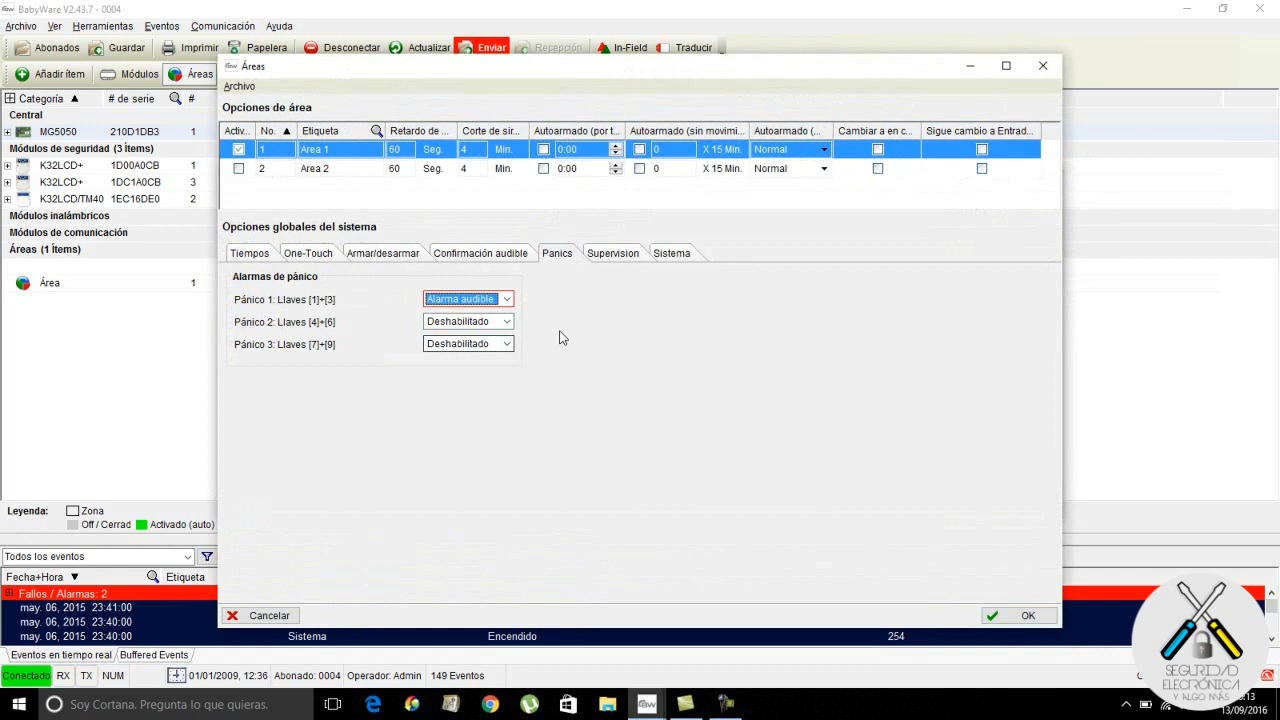 BabyWare V2.43.7 - 0004
Archivo Ver Herramientas Eventos Comunicación Ayuda
Abonados Guardar Imprimir Papelera Desconectar Actualizar Enviar Recepción In-Field Traducir
Añadir ítem Módulos Áreas
Áreas
Archivo
Categoría # de serie #
Central
MG5050 210D1DB3 1
Módulos de seguridad (3 Ítems)
K32LCD+ 1D00A0CB 1
K32LCD+ 1DC1A0CB 3
K32LCD/TM40 1EC16DE0 2
Módulos inalámbricos
Módulos de comunicación
Áreas (1 Ítems)
Área 1
Opciones de área
Activ... No. Etiqueta Retardo de ... Corte de sir... Autoarmado (por t... Autoarmado (sin movimi... Autoarmado (... Cambiar a en c... Sigue cambio a Entrad...
1 Área 1 60 Seg. 4 Min. 0:00 0 X 15 Min. Normal
2 Área 2 60 Seg. 4 Min. 0:00 0 X 15 Min. Normal
Opciones globales del sistema
Tiempos One-Touch Armar/desarmar Confirmación audible Panics Supervision Sistema
Alarmas de pánico
Pánico 1: Llaves [1]+[3] Alarma audible
Pánico 2: Llaves [4]+[6] Deshabilitado
Pánico 3: Llaves [7]+[9] Deshabilitado
Cancelar OK
Leyenda: Zona
Off / Cerrad Activado (auto)
Todos los eventos
Fecha+Hora Etiqueta
Fallos / Alarmas: 2
may. 06, 2015 23:41:00
may. 06, 2015 23:40:00
may. 06, 2015 23:40:00 Sistema Encendido 254
Eventos en tiempo real Buffered Events
Conectado RX TX NUM 01/01/2009, 12:36 Abonado: 0004 Operador: Admin 149 Eventos
Soy Cortana. Pregunta lo que quieras.
13/09/2016
SEGURIDAD
ELECTRÓNICA
Y ALGO MÁS